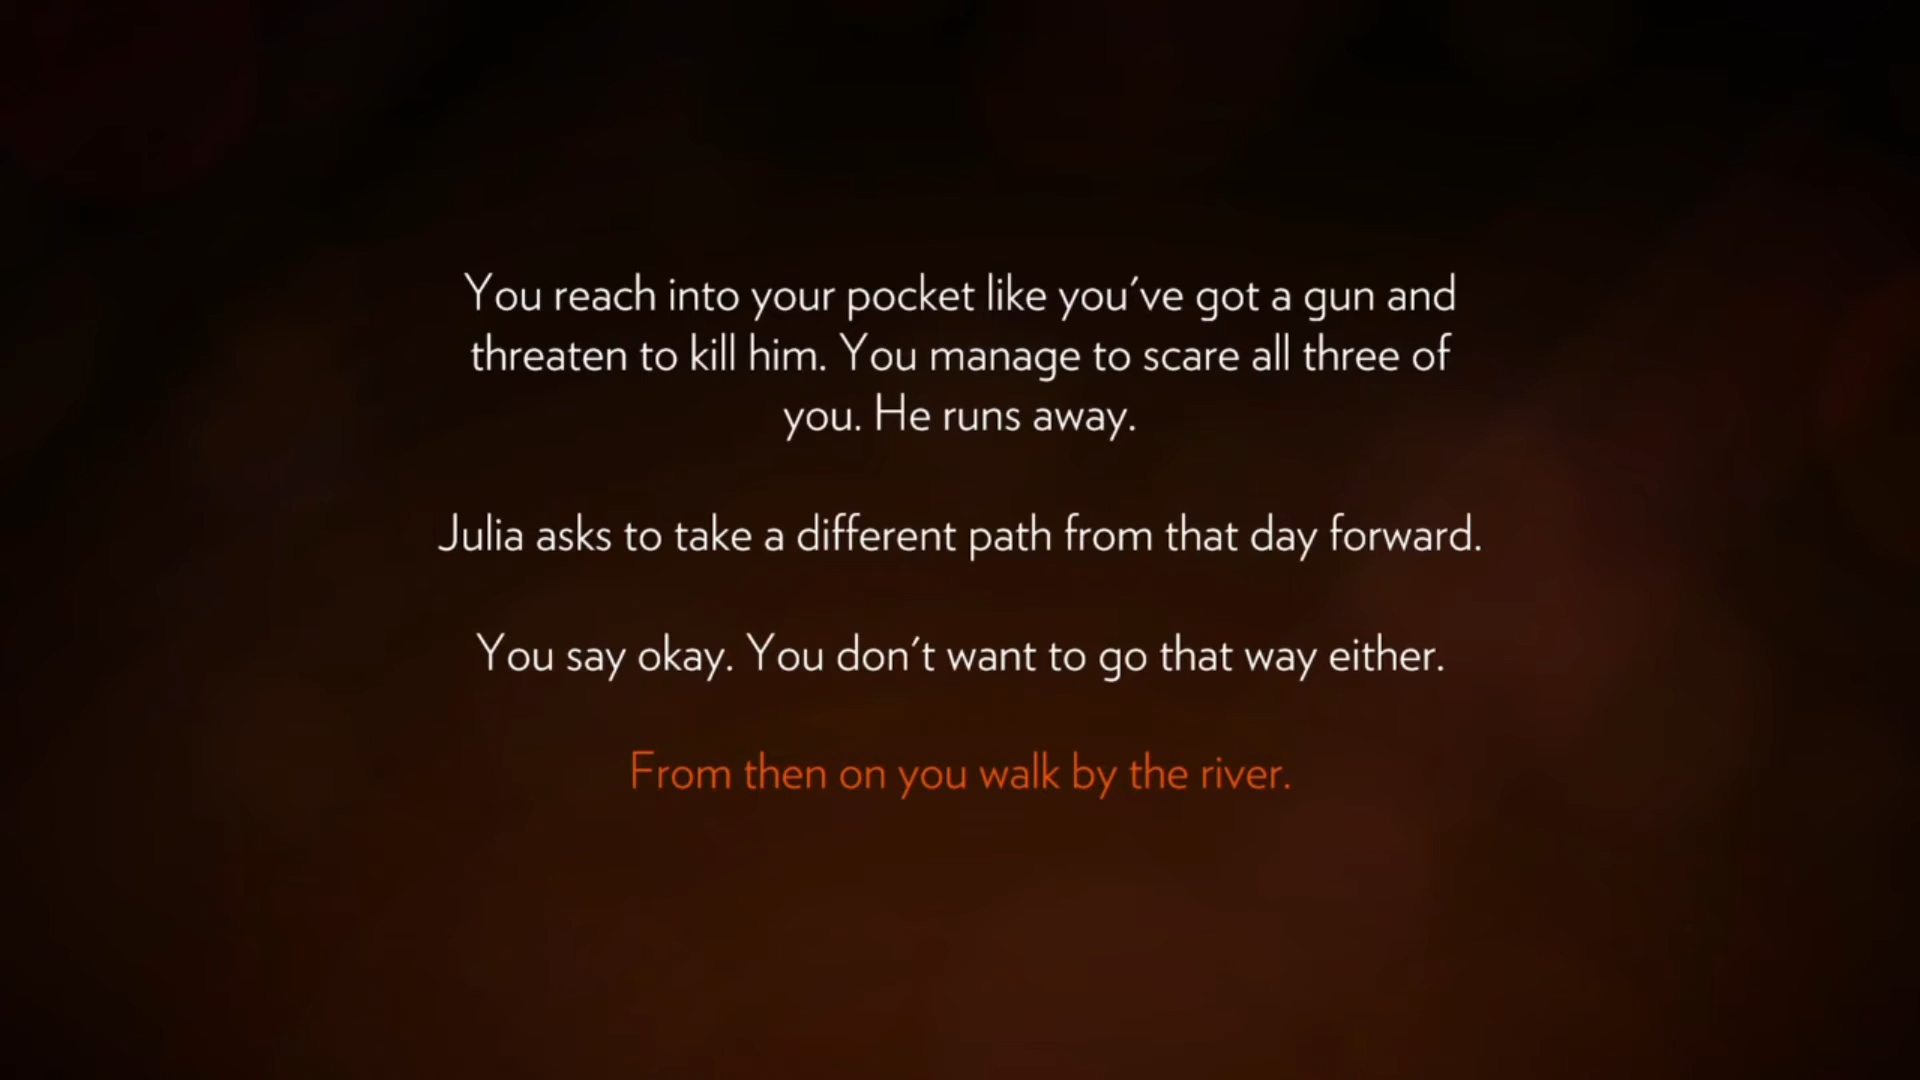 You reach into your pocket like you've got a gun and
threaten to kill him. You manage to scare all three of
you. He runs away.
Julia asks to take a different path from that day forward.
You say okay. You don't want to go that way either.
From then on you walk by the river.